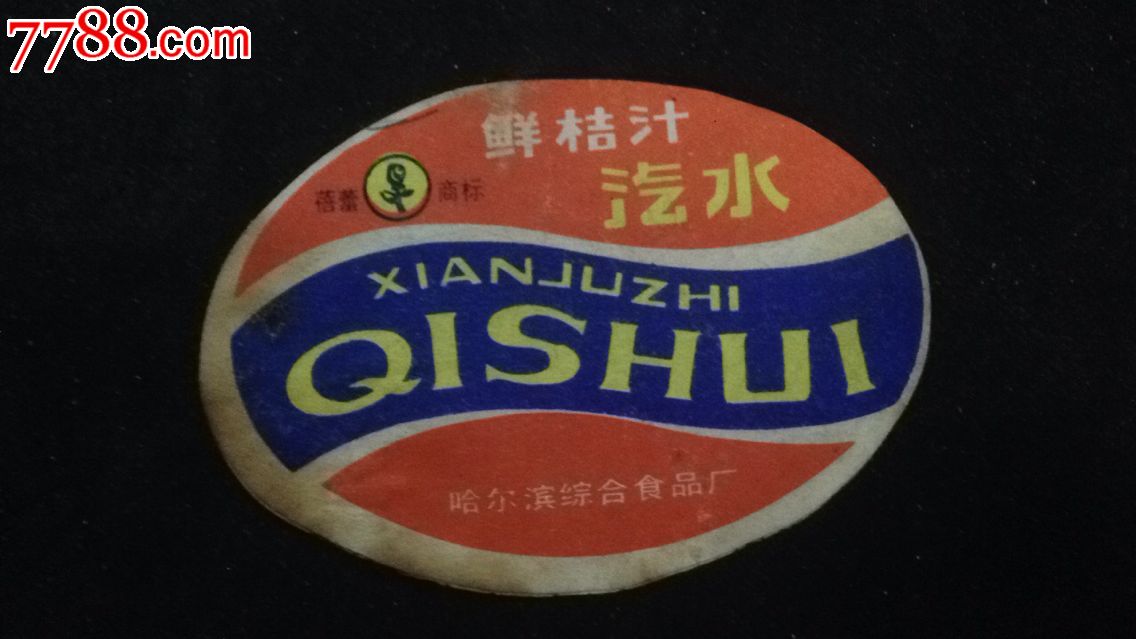 7788.com
鲜桔汁
汽水
蓓蕾 商标
XIANJUZHI
QISHUI
哈尔滨综合食品厂